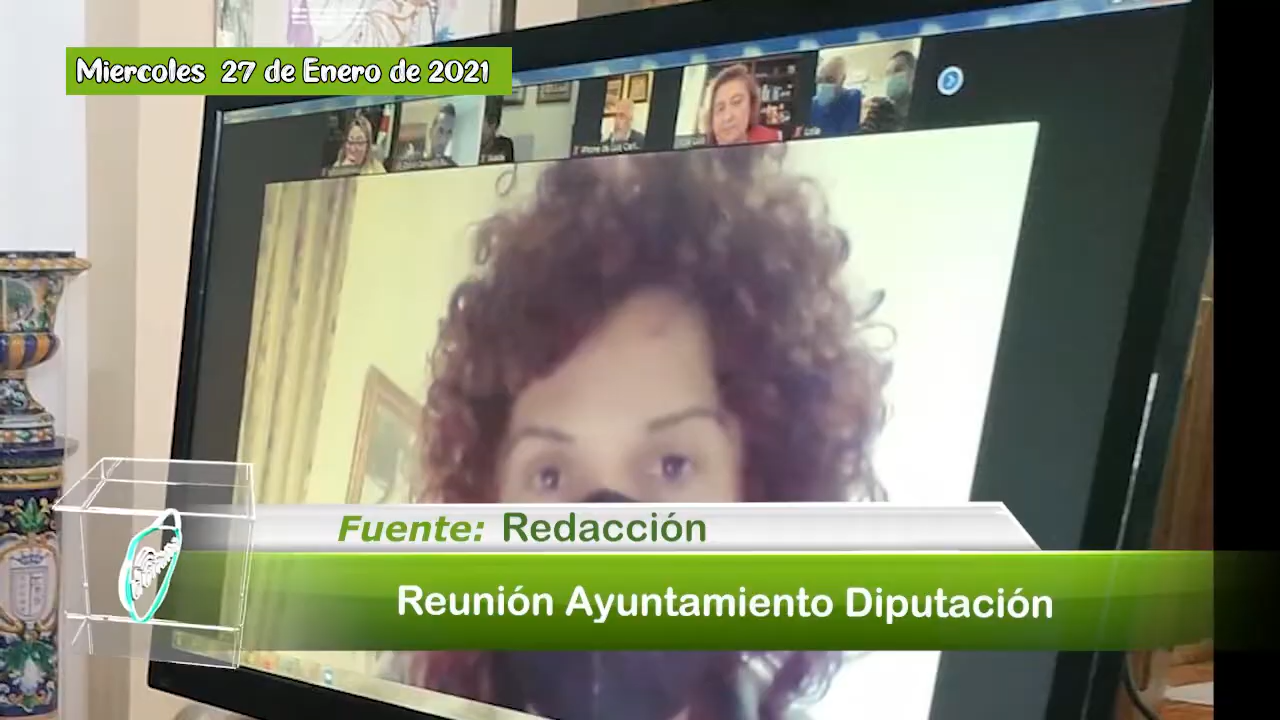 Miercoles 27 de Enero de 2021
Fuente: Redacción
Reunión Ayuntamiento Diputación